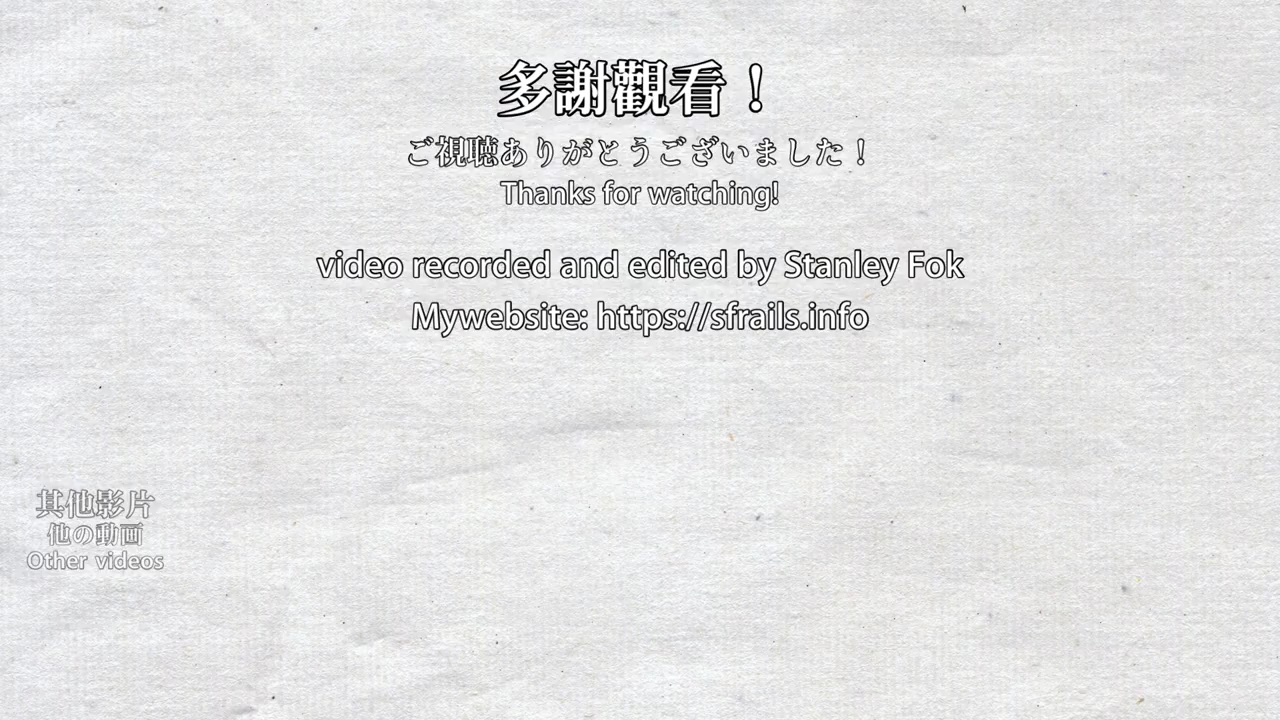 多謝觀看！
ご視聴ありがとうございました！
Thanks for watching!
video recorded and edited by Stanley Fok
Mywebsite: https://sfrails.info
其他影片
他の動画
Other videos